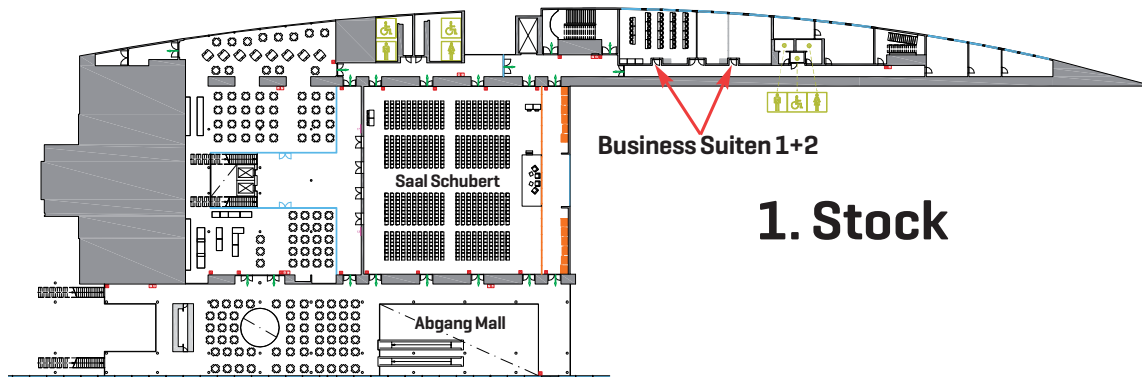 Business Suiten 1+2
Saal Schubert
1. Stock
Abgang Mall